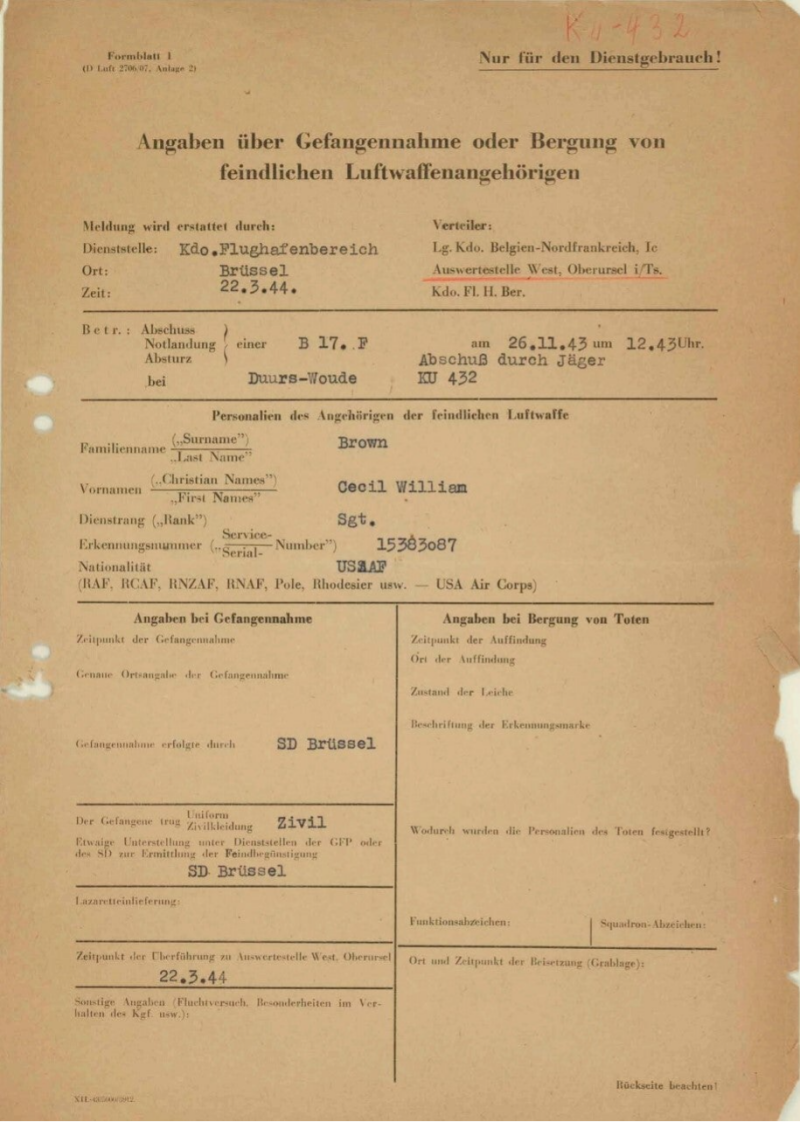 KU-432
Formblatt 1
(D Luft 2706/07, Anlage 2)
Nur für den Dienstgebrauch!
Angaben über Gefangennahme oder Bergung von
feindlichen Luftwaffenangehörigen
Meldung wird erstattet durch:
Dienststelle: Kdo.Flughafenbereich
Ort: Brüssel
Zeit: 22.3.44.
Verteiler:
Lg. Kdo. Belgien-Nordfrankreich, Ic
Auswertestelle West, Oberursel i/Ts.
Kdo. Fl. H. Ber.
Betr.: Abschuss
Notlandung einer B 17. F am 26.11.43 um 12.43 Uhr.
Absturz Abschuß durch Jäger
bei Duurs-Woude KU 432
Personalien des Angehörigen der feindlichen Luftwaffe
Familienname („Surname”) „Last Name” Brown
Vornamen („Christian Names”) „First Names” Cecil William
Dienstrang („Rank”) Sgt.
Erkennungsnummer („Service- Serial- Number”) 15383o87
Nationalität USAAF
(RAF, RCAF, RNZAF, RNAF, Pole, Rhodesier usw. — USA Air Corps)
Angaben bei Gefangennahme
Zeitpunkt der Gefangennahme
Genaue Ortsangabe der Gefangennahme
Gefangennahme erfolgte durch SD Brüssel
Der Gefangene trug Uniform Zivilkleidung Zivil
Etwaige Unterstellung unter Dienststellen der GFP oder
des SD zur Ermittlung der Feindbegünstigung
SD Brüssel
Lazaretteinlieferung:
Zeitpunkt der Überführung zu Auswertestelle West, Oberursel
22.3.44
Sonstige Angaben (Fluchtversuch, Besonderheiten im Ver-
halten des Kgf. usw.):
Angaben bei Bergung von Toten
Zeitpunkt der Auffindung
Ort der Auffindung
Zustand der Leiche
Beschriftung der Erkennungsmarke
Wodurch wurden die Personalien des Toten festgestellt?
Funktionsabzeichen: Squadron-Abzeichen:
Ort und Zeitpunkt der Beisetzung (Grablage):
Rückseite beachten!